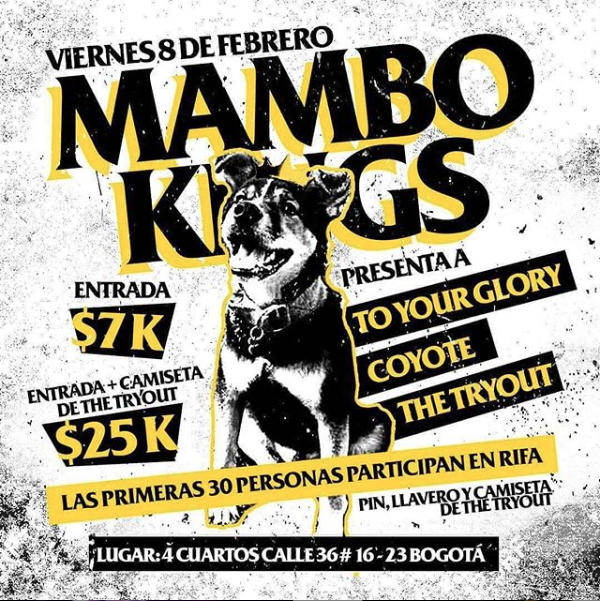 VIERNES 8 DE FEBRERO
MAMBO
KINGS
PRESENTA A
TO YOUR GLORY
COYOTE
THE TRYOUT
ENTRADA
$7K
ENTRADA + CAMISETA
DE THE TRYOUT
$25K
LAS PRIMERAS 30 PERSONAS PARTICIPAN EN RIFA
PIN, LLAVERO Y CAMISETA
DE THE TRYOUT
LUGAR: 4 CUARTOS CALLE 36 # 16 - 23 BOGOTÁ